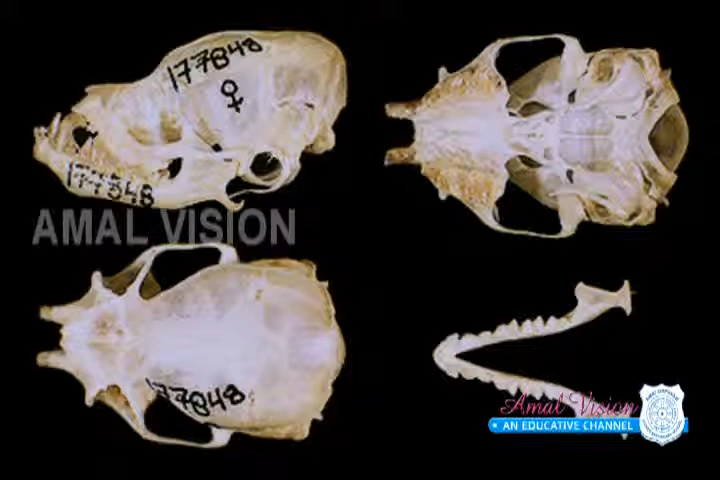 177848
♀
177848
AMAL VISION
177848
Amal Vision
AN EDUCATIVE CHANNEL